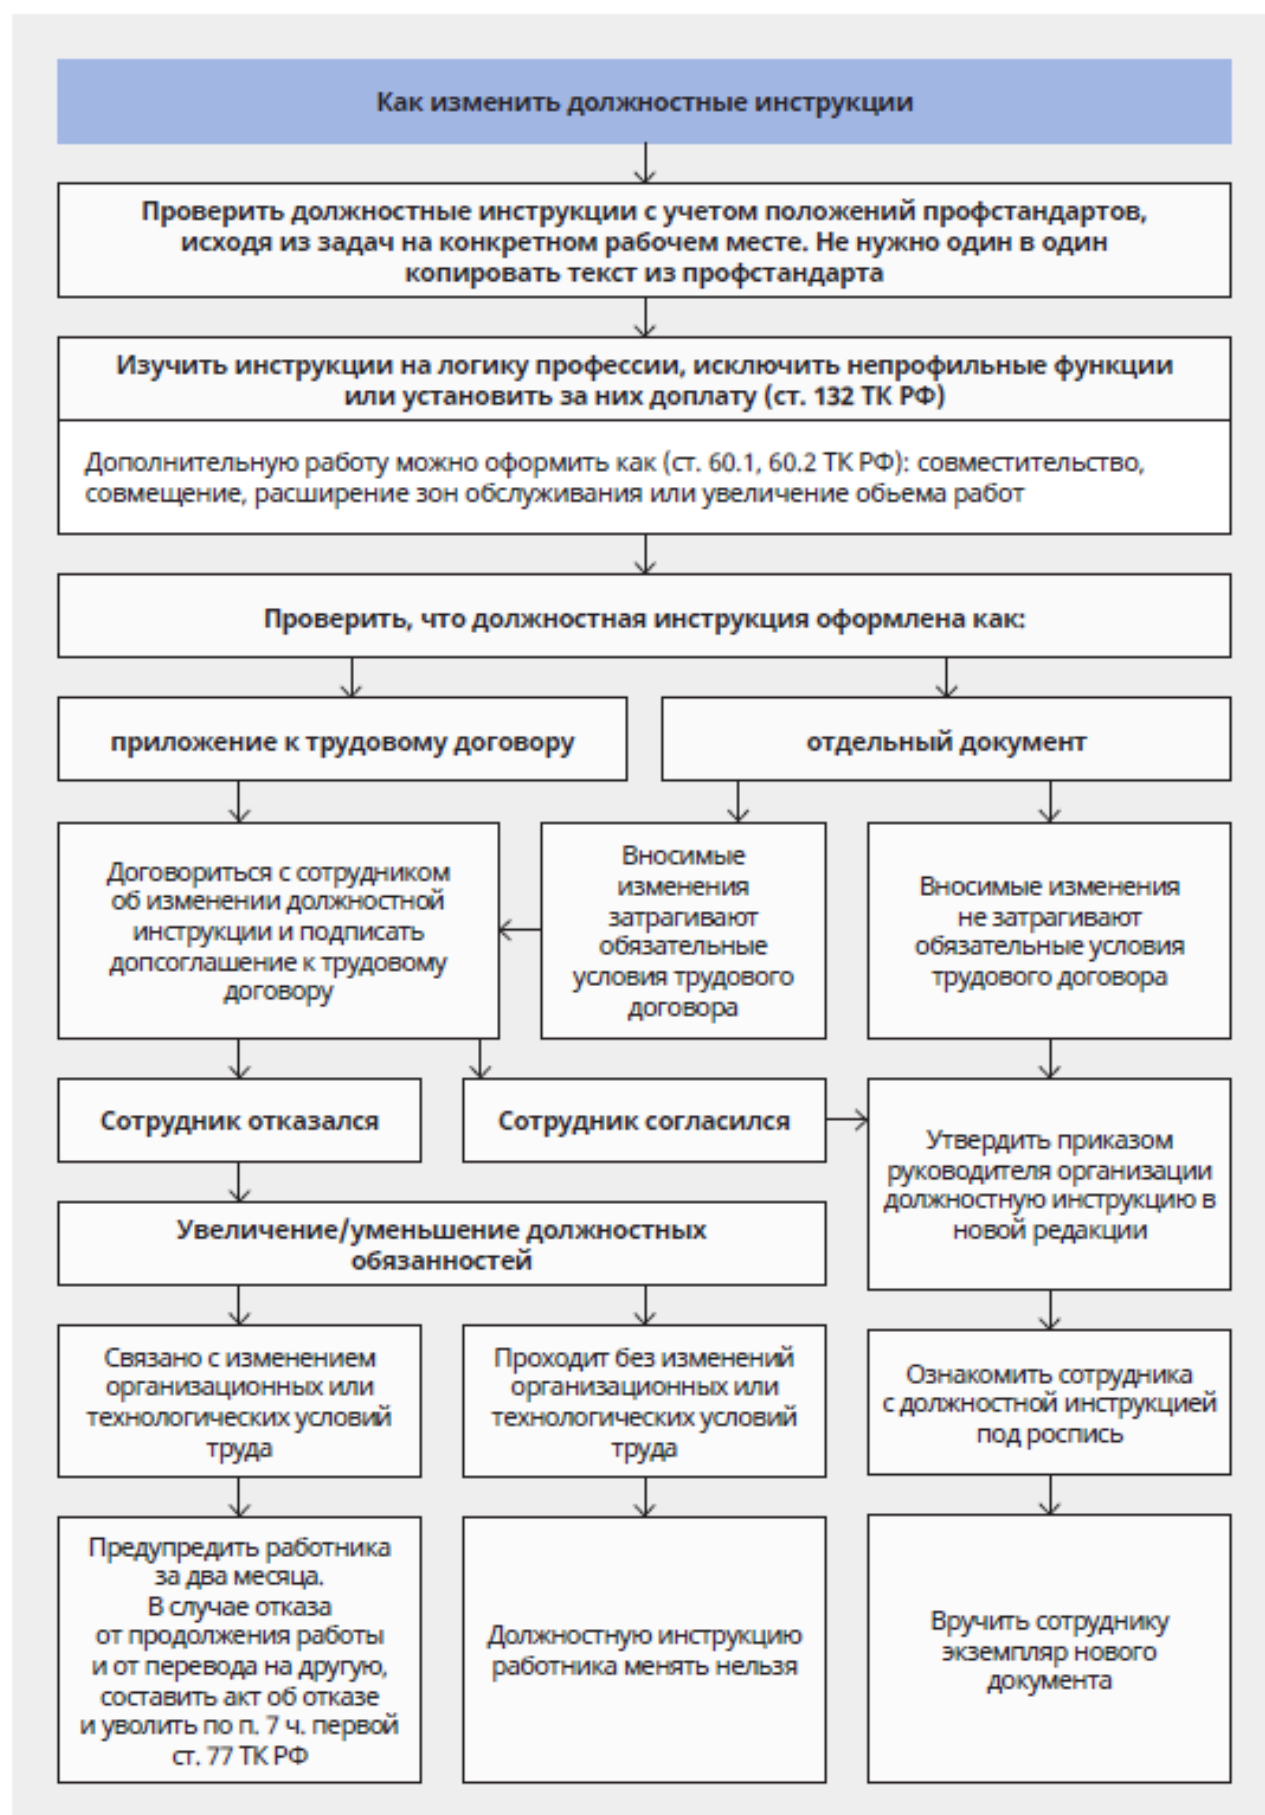 Как изменить должностные инструкции
Проверить должностные инструкции с учетом положений профстандартов,
исходя из задач на конкретном рабочем месте. Не нужно один в один
копировать текст из профстандарта
Изучить инструкции на логику профессии, исключить непрофильные функции
или установить за них доплату (ст. 132 ТК РФ)
Дополнительную работу можно оформить как (ст. 60.1, 60.2 ТК РФ): совместительство,
совмещение, расширение зон обслуживания или увеличение обьема работ
Проверить, что должностная инструкция оформлена как:
приложение к трудовому договору
отдельный документ
Договориться с сотрудником
об изменении должностной
инструкции и подписать
допсоглашение к трудовому
договору
Вносимые
изменения
затрагивают
обязательные
условия трудового
договора
Вносимые изменения
не затрагивают
обязательные условия
трудового договора
Сотрудник отказался
Сотрудник согласился
Утвердить приказом
руководителя организации
должностную инструкцию в
новой редакции
Увеличение/уменьшение должностных
обязанностей
Связано с изменением
организационных или
технологических условий
труда
Проходит без изменений
организационных или
технологических условий
труда
Ознакомить сотрудника
с должностной инструкцией
под роспись
Предупредить работника
за два месяца.
В случае отказа
от продолжения работы
и от перевода на другую,
составить акт об отказе
и уволить по п. 7 ч. первой
ст. 77 ТК РФ
Должностную инструкцию
работника менять нельзя
Вручить сотруднику
экземпляр нового
документа